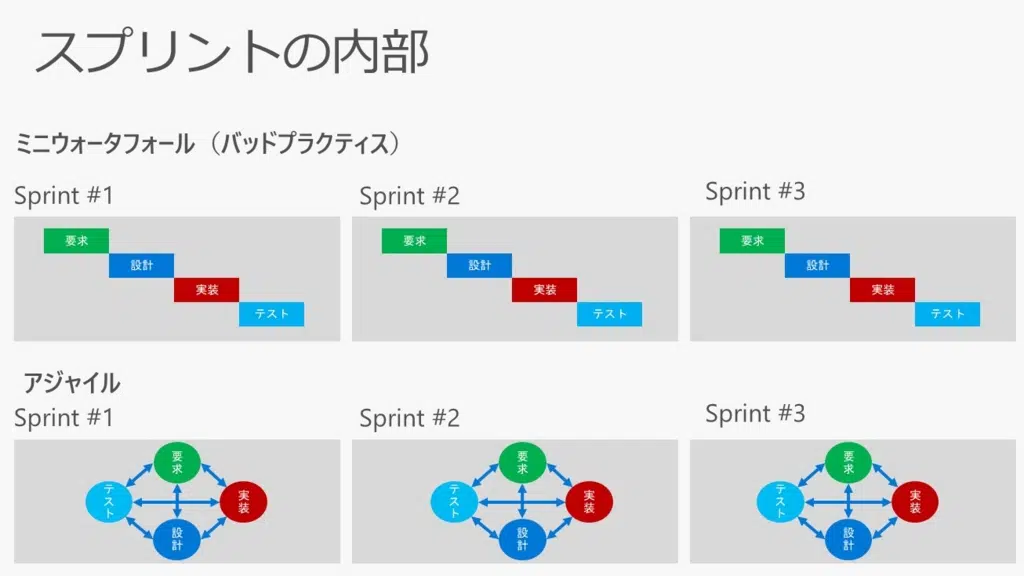 スプリントの内部
ミニウォータフォール（バッドプラクティス）
Sprint #1
Sprint #2
Sprint #3
要求
設計
実装
テスト
要求
設計
実装
テスト
要求
設計
実装
テスト
アジャイル
Sprint #1
Sprint #2
Sprint #3
要求
テスト
実装
設計
要求
テスト
実装
設計
要求
テスト
実装
設計